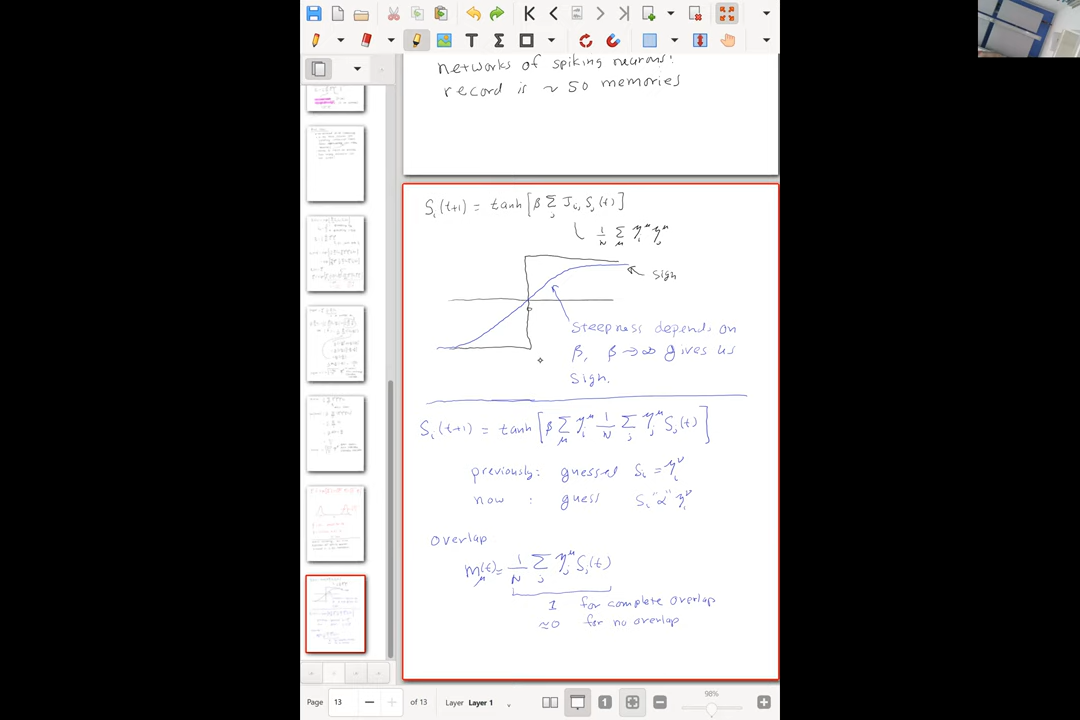 networks of spiking neurons:
record is ~ 50 memories
S_i(t+1) = tanh[β Σ_j J_ij S_j(t)]
1/N Σ_μ η_i^μ η_j^μ
sign
Steepness depends on
β, β → ∞ gives us
sign.
S_i(t+1) = tanh[β Σ_μ η_i^μ 1/N Σ_j η_j^μ S_j(t)]
previously: guessed S_i = η_i^ν
now : guess S_i "α" η_i^ν
overlap
m_μ(t) = 1/N Σ_j η_j^μ S_j(t)
1 for complete overlap
≈0 for no overlap
Page 13 of 13 Layer Layer 1 98%